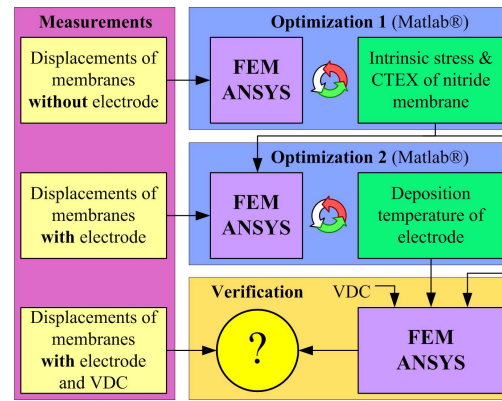 Measurements
Displacements of
membranes
without electrode
Displacements of
membranes
with electrode
Displacements of
membranes
with electrode
and VDC
Optimization 1 (Matlab®)
FEM
ANSYS
Intrinsic stress &
CTEX of nitride
membrane
Optimization 2 (Matlab®)
FEM
ANSYS
Deposition
temperature of
electrode
Verification
VDC
?
FEM
ANSYS